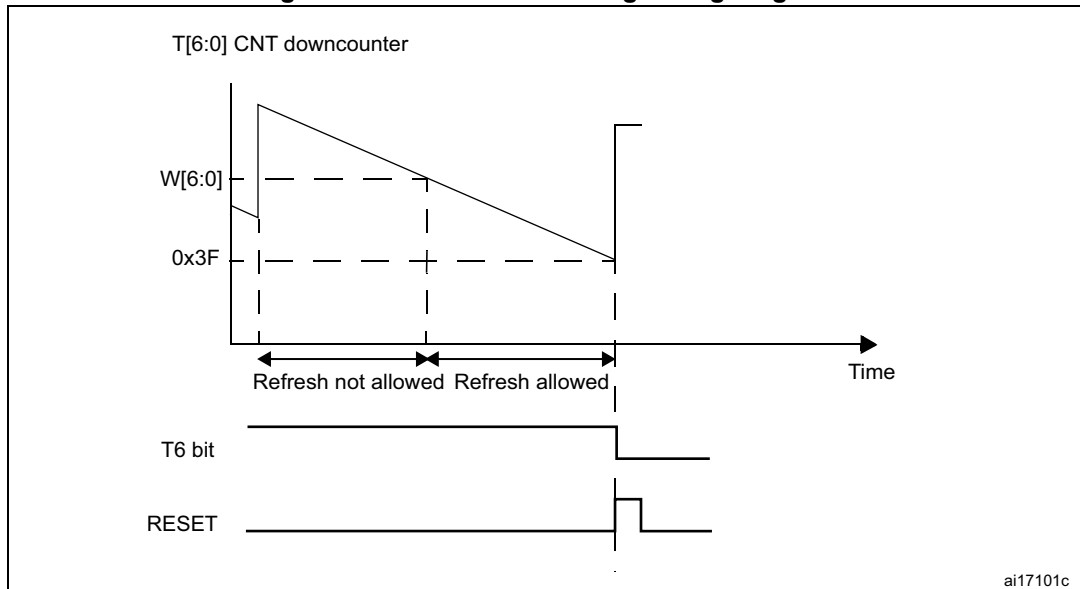 T[6:0] CNT downcounter
W[6:0]
0x3F
Time
Refresh not allowed Refresh allowed
T6 bit
RESET
ai17101c